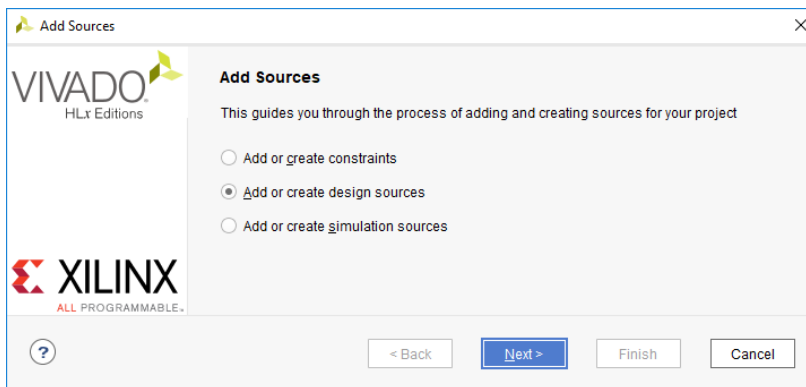 Add Sources
VIVADO
HLx Editions
Add Sources
This guides you through the process of adding and creating sources for your project
Add or create constraints
Add or create design sources
Add or create simulation sources
XILINX
ALL PROGRAMMABLE™
?
< Back
Next >
Finish
Cancel